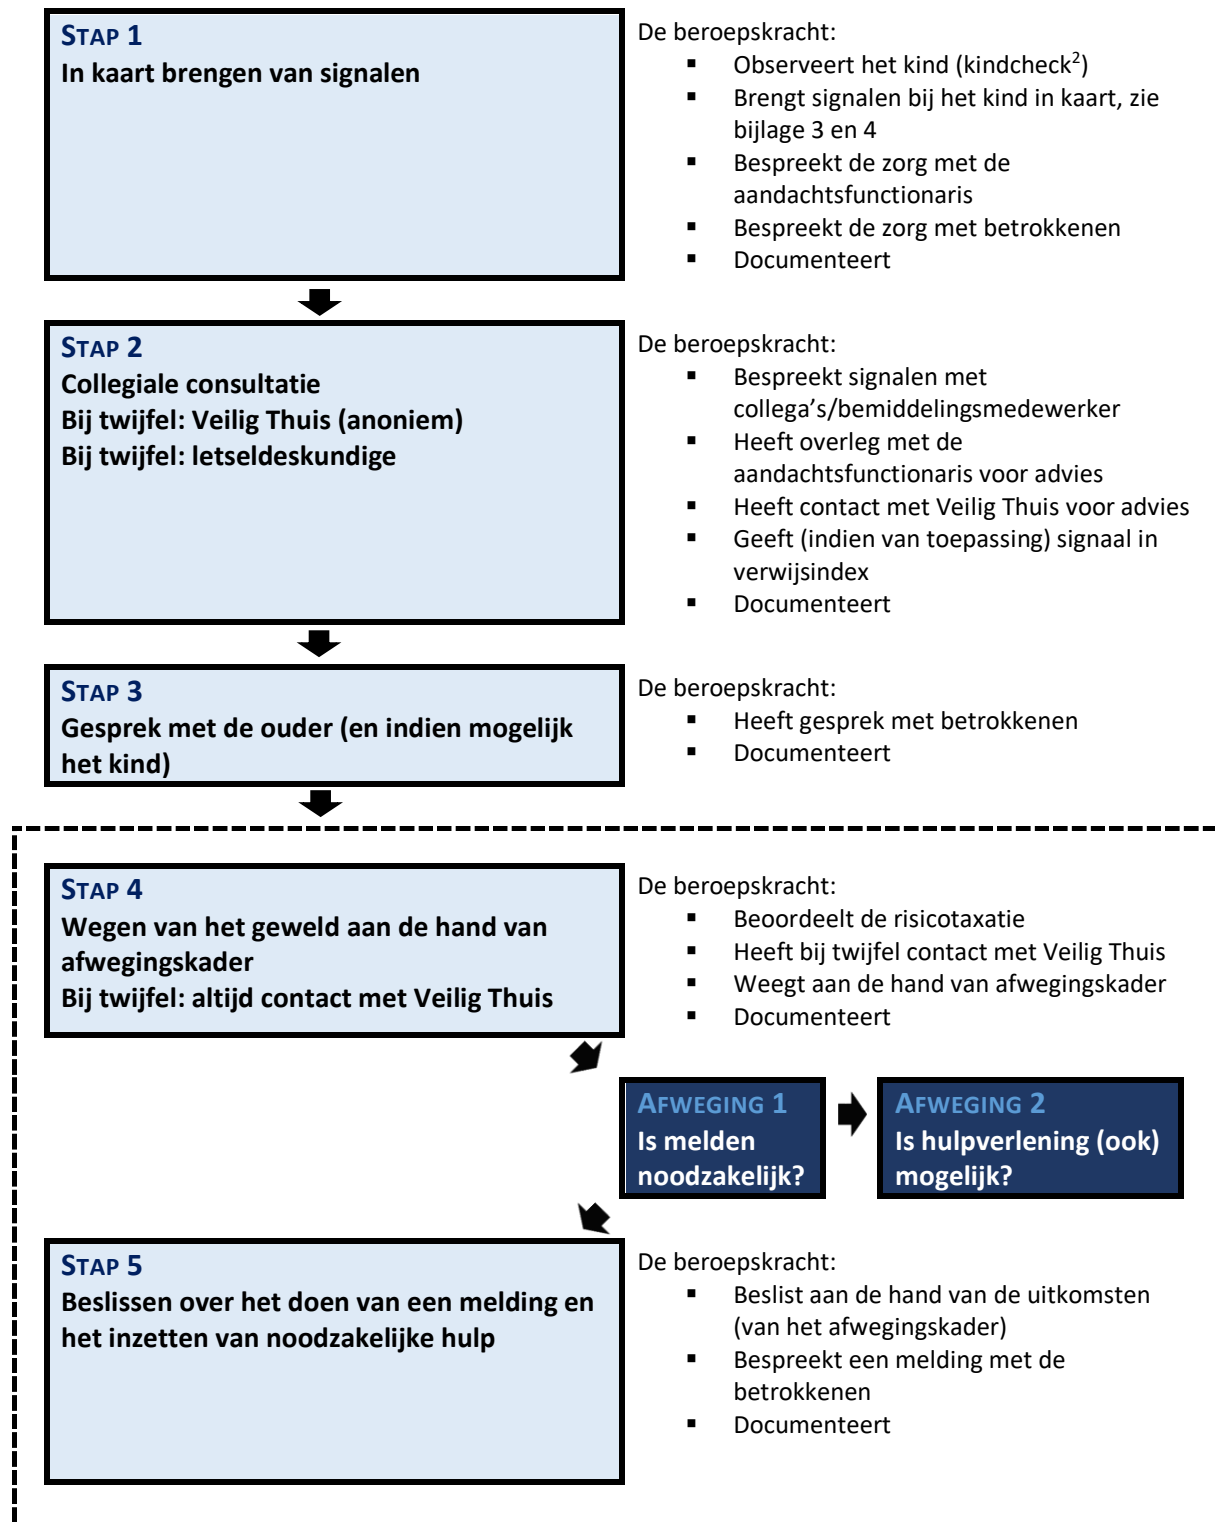 STAP 1
In kaart brengen van signalen
De beroepskracht:
▪ Observeert het kind (kindcheck²)
▪ Brengt signalen bij het kind in kaart, zie
bijlage 3 en 4
▪ Bespreekt de zorg met de
aandachtsfunctionaris
▪ Bespreekt de zorg met betrokkenen
▪ Documenteert
STAP 2
Collegiale consultatie
Bij twijfel: Veilig Thuis (anoniem)
Bij twijfel: letseldeskundige
De beroepskracht:
▪ Bespreekt signalen met
collega’s/bemiddelingsmedewerker
▪ Heeft overleg met de
aandachtsfunctionaris voor advies
▪ Heeft contact met Veilig Thuis voor advies
▪ Geeft (indien van toepassing) signaal in
verwijsindex
▪ Documenteert
STAP 3
Gesprek met de ouder (en indien mogelijk
het kind)
De beroepskracht:
▪ Heeft gesprek met betrokkenen
▪ Documenteert
STAP 4
Wegen van het geweld aan de hand van
afwegingskader
Bij twijfel: altijd contact met Veilig Thuis
De beroepskracht:
▪ Beoordeelt de risicotaxatie
▪ Heeft bij twijfel contact met Veilig Thuis
▪ Weegt aan de hand van afwegingskader
▪ Documenteert
AFWEGING 1
Is melden
noodzakelijk?
AFWEGING 2
Is hulpverlening (ook)
mogelijk?
STAP 5
Beslissen over het doen van een melding en
het inzetten van noodzakelijke hulp
De beroepskracht:
▪ Beslist aan de hand van de uitkomsten
(van het afwegingskader)
▪ Bespreekt een melding met de
betrokkenen
▪ Documenteert